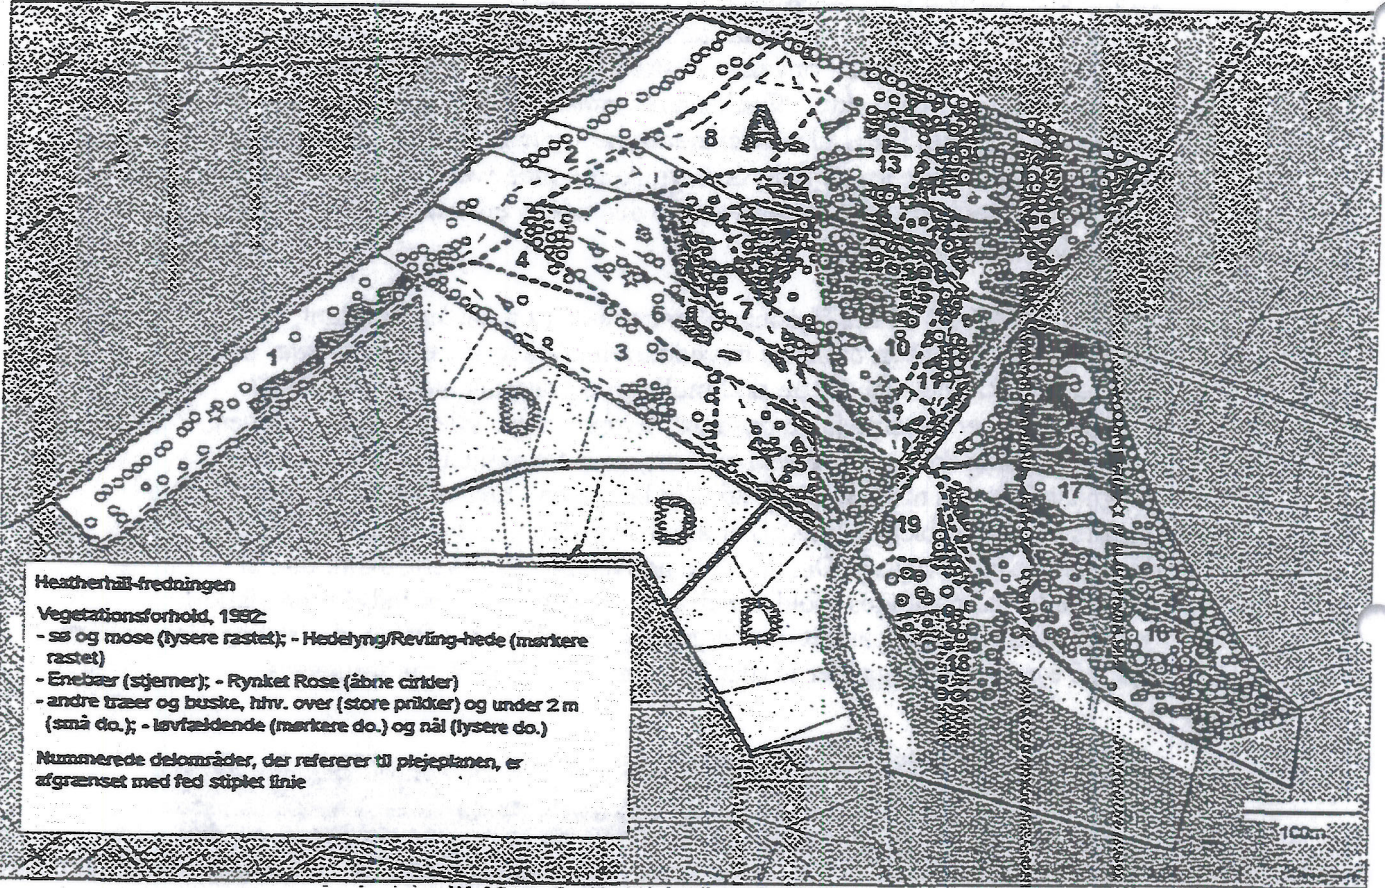 A
8
2
13
12
4
6
7
3
1
10
11
5
D
D
D
17
19
16
18
Heatherhill-fredningen
Vegetationsforhold, 1992:
- sø og mose (lysere rastet); - Hedelyng/Revling-hede (mørkere
rastet)
- Enebær (stjerner); - Rynket Rose (åbne cirkler)
- andre træer og buske, hhv. over (store prikker) og under 2 m
(små do.); - løvfældende (mørkere do.) og nål (lysere do.)
Nummererede delområder, der refererer til plejeplanen, er
afgrænset med fed stiplet linie
100m